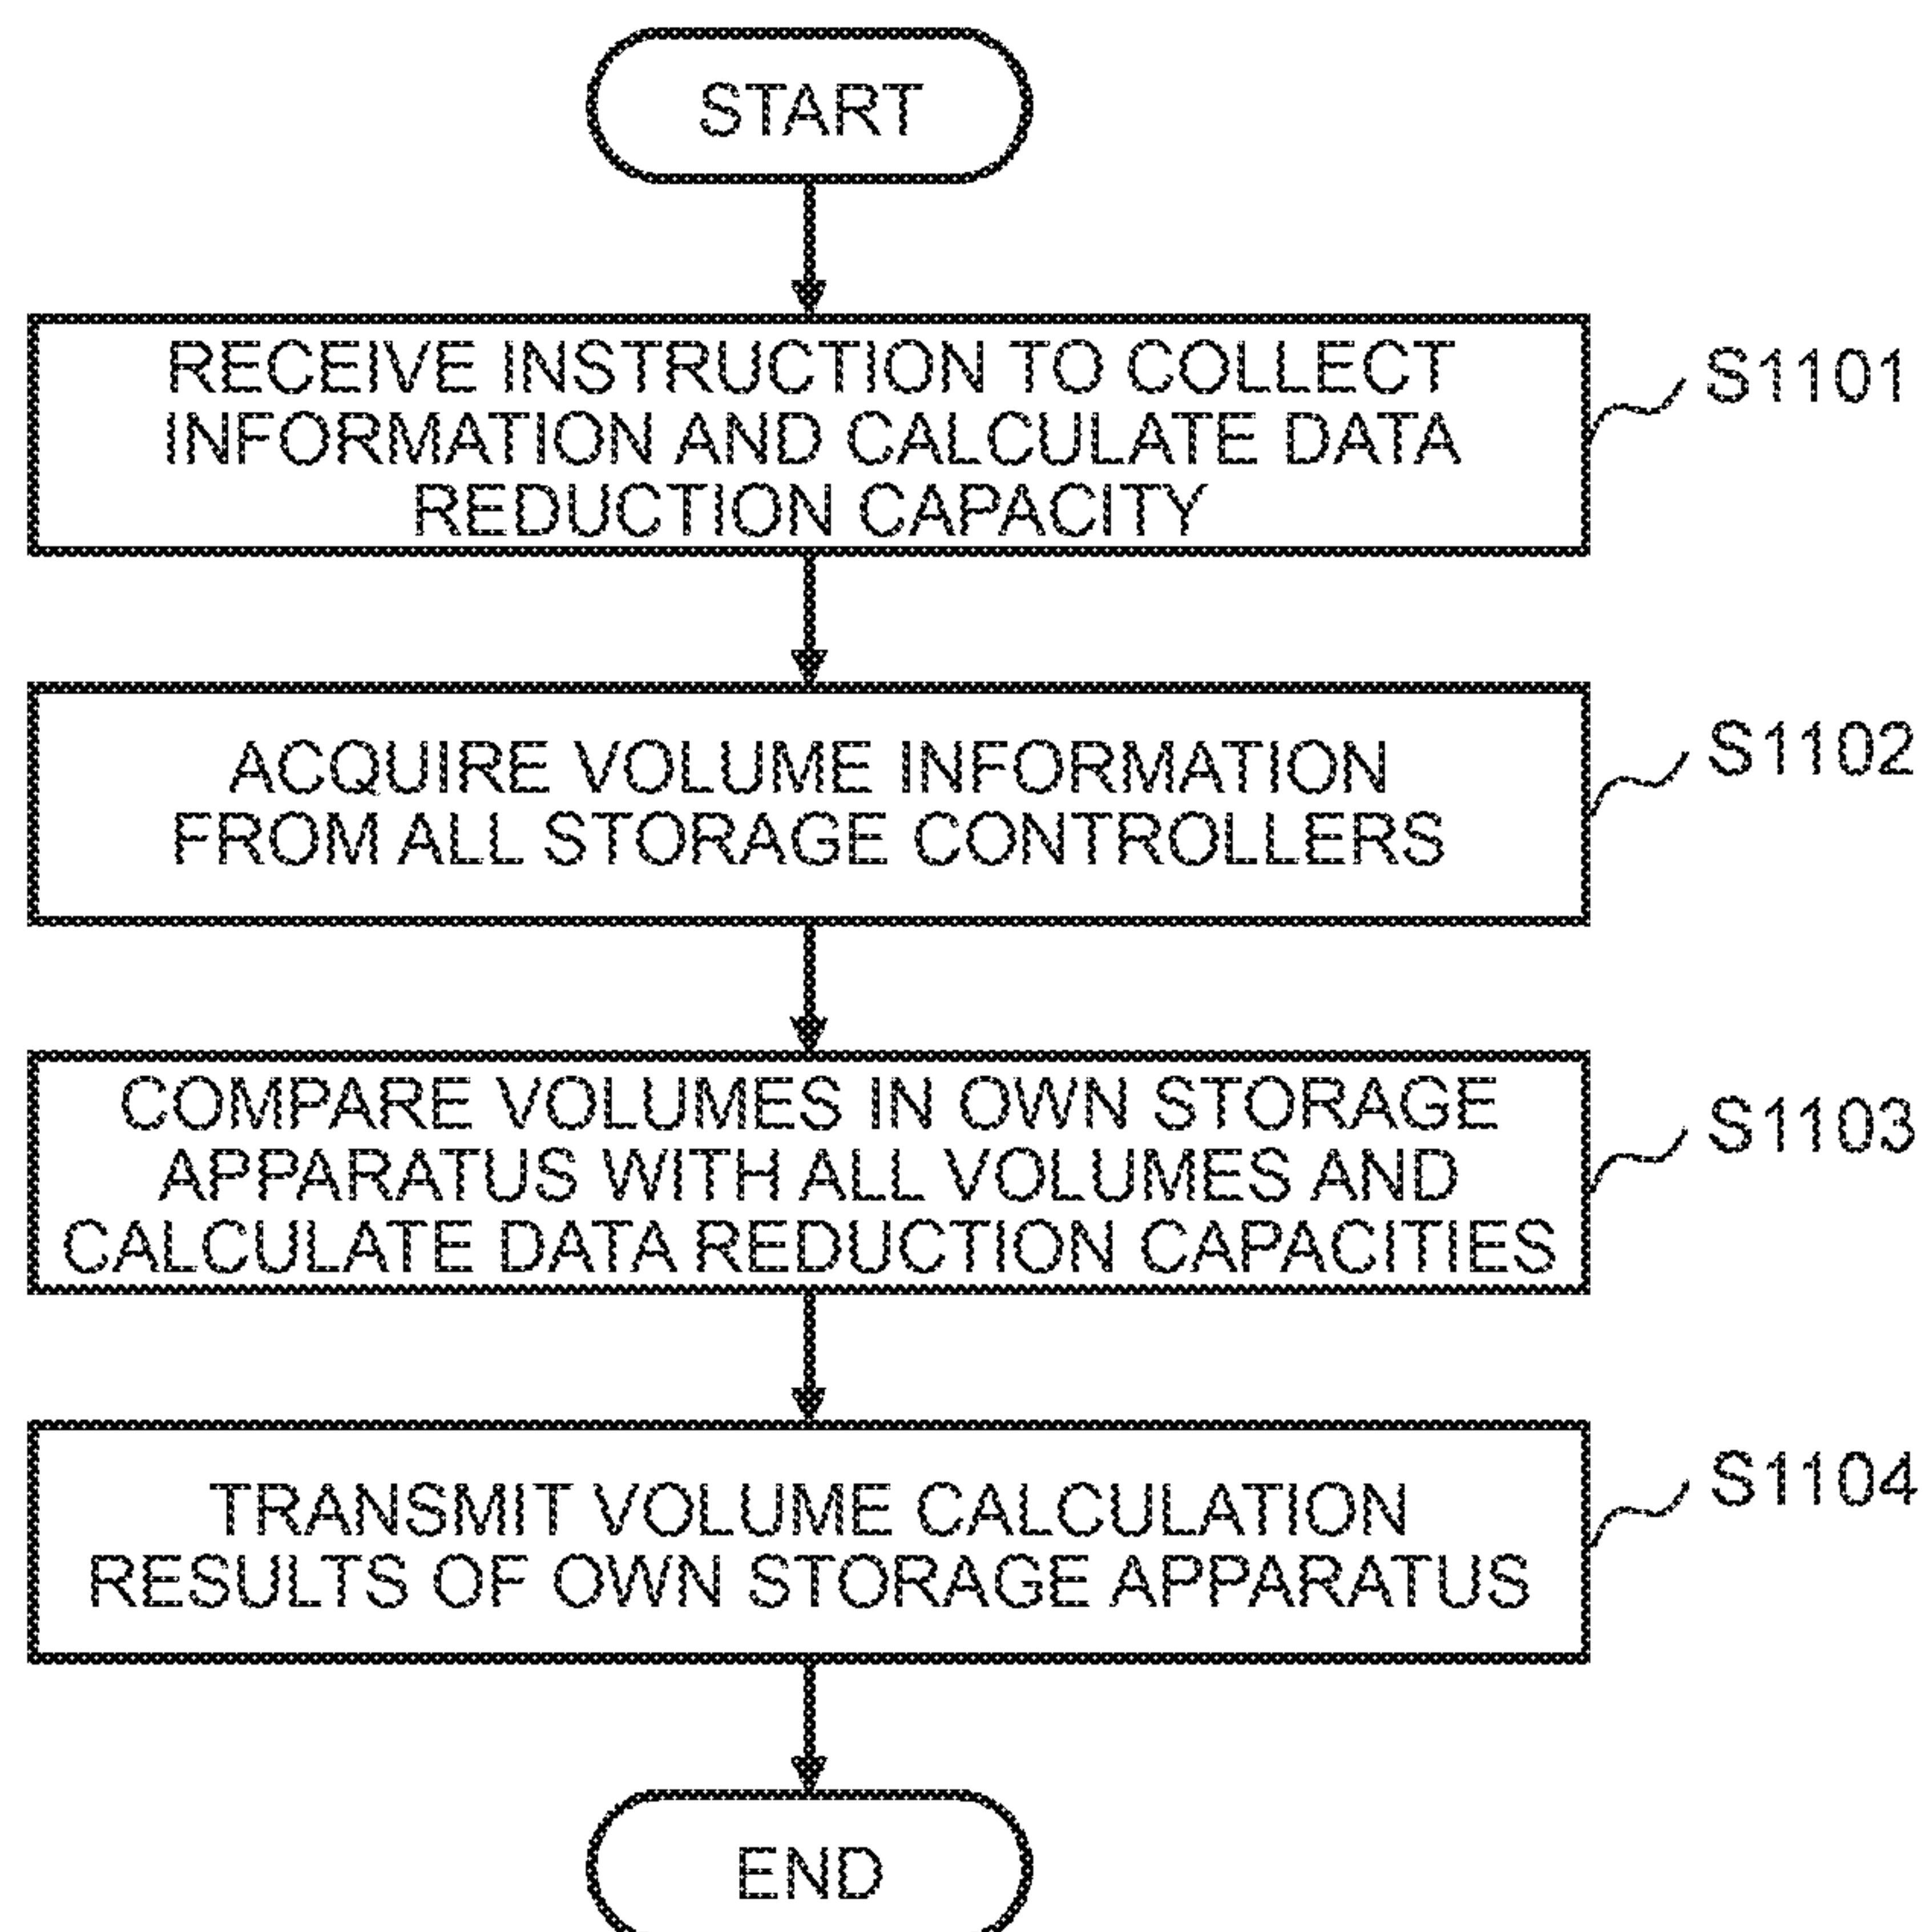 START
RECEIVE INSTRUCTION TO COLLECT
INFORMATION AND CALCULATE DATA
REDUCTION CAPACITY
S1101
ACQUIRE VOLUME INFORMATION
FROM ALL STORAGE CONTROLLERS
S1102
COMPARE VOLUMES IN OWN STORAGE
APPARATUS WITH ALL VOLUMES AND
CALCULATE DATA REDUCTION CAPACITIES
S1103
TRANSMIT VOLUME CALCULATION
RESULTS OF OWN STORAGE APPARATUS
S1104
END